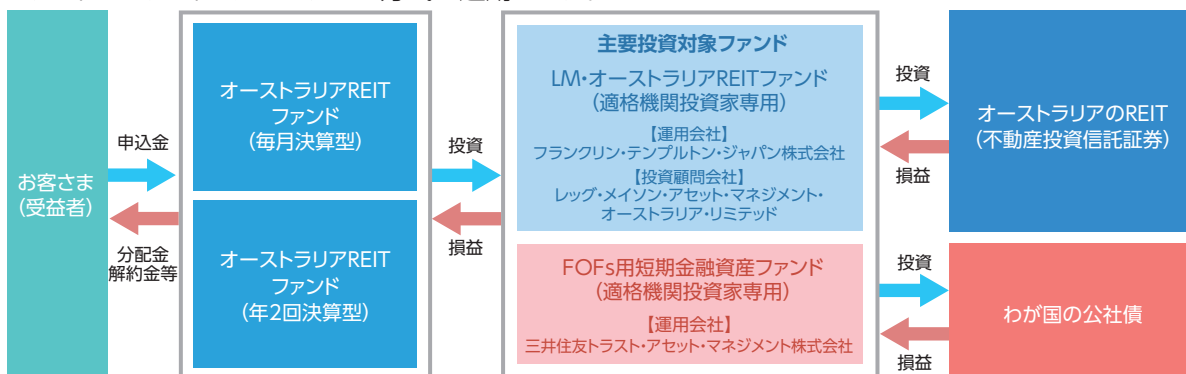 お客さま
(受益者)
申込金
分配金
解約金等
オーストラリアREIT
ファンド
(毎月決算型)
オーストラリアREIT
ファンド
(年2回決算型)
投資
損益
主要投資対象ファンド
LM・オーストラリアREITファンド
(適格機関投資家専用)
【運用会社】
フランクリン・テンプルトン・ジャパン株式会社
【投資顧問会社】
レッグ・メイソン・アセット・マネジメント・
オーストラリア・リミテッド
FOFs用短期金融資産ファンド
(適格機関投資家専用)
【運用会社】
三井住友トラスト・アセット・マネジメント株式会社
投資
損益
オーストラリアのREIT
(不動産投資信託証券)
投資
損益
わが国の公社債